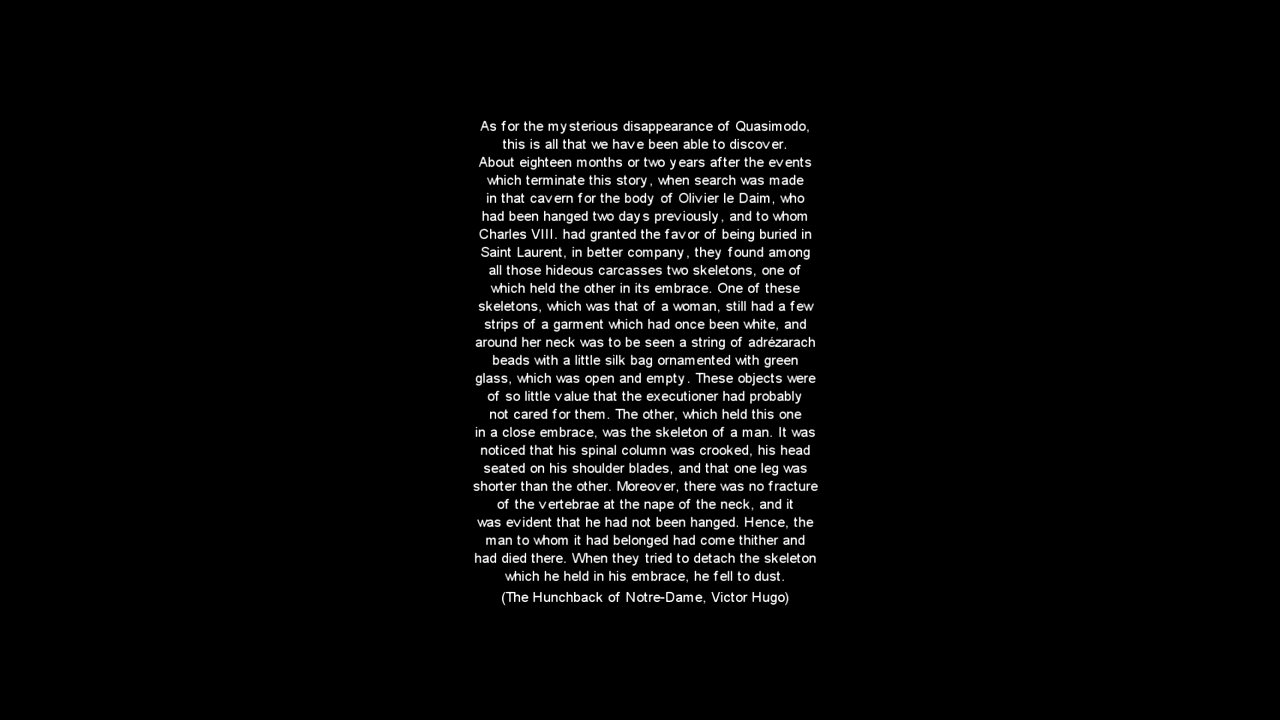 As for the mysterious disappearance of Quasimodo,
this is all that we have been able to discover.
About eighteen months or two years after the events
which terminate this story, when search was made
in that cavern for the body of Olivier le Daim, who
had been hanged two days previously, and to whom
Charles VIII. had granted the favor of being buried in
Saint Laurent, in better company, they found among
all those hideous carcasses two skeletons, one of
which held the other in its embrace. One of these
skeletons, which was that of a woman, still had a few
strips of a garment which had once been white, and
around her neck was to be seen a string of adrézarach
beads with a little silk bag ornamented with green
glass, which was open and empty. These objects were
of so little value that the executioner had probably
not cared for them. The other, which held this one
in a close embrace, was the skeleton of a man. It was
noticed that his spinal column was crooked, his head
seated on his shoulder blades, and that one leg was
shorter than the other. Moreover, there was no fracture
of the vertebrae at the nape of the neck, and it
was evident that he had not been hanged. Hence, the
man to whom it had belonged had come thither and
had died there. When they tried to detach the skeleton
which he held in his embrace, he fell to dust.
(The Hunchback of Notre-Dame, Victor Hugo)